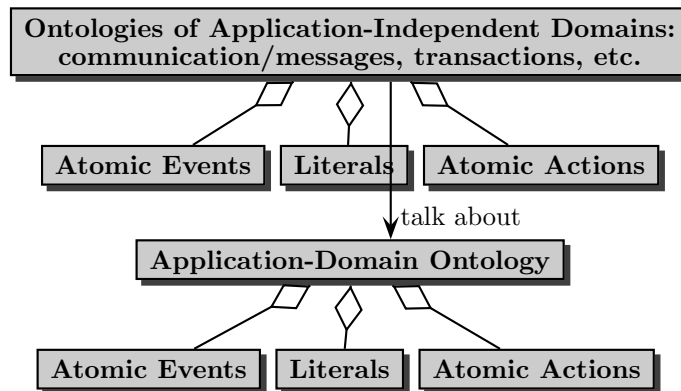 Ontologies of Application-Independent Domains:
communication/messages, transactions, etc.
Atomic Events
Literals
Atomic Actions
talk about
Application-Domain Ontology
Atomic Events
Literals
Atomic Actions